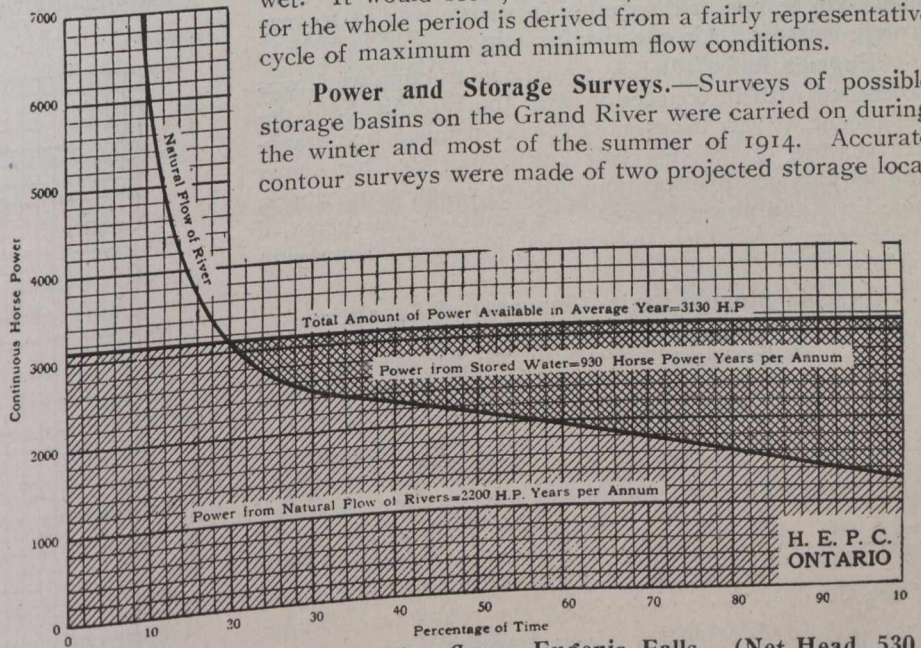 for the whole period is derived from a fairly representative
cycle of maximum and minimum flow conditions.
Power and Storage Surveys.—Surveys of possible
storage basins on the Grand River were carried on during
the winter and most of the summer of 1914. Accurate
contour surveys were made of two projected storage loca
7000
6000
5000
4000
3000
2000
1000
0
Continuous Horse Power
Natural Flow of River
Total Amount of Power Available in Average Year=3130 H.P
Power from Stored Water=930 Horse Power Years per Annum
Power from Natural Flow of Rivers=2200 H.P. Years per Annum
H. E. P. C.
ONTARIO
0 10 20 30 40 50 60 70 80 90 10
Percentage of Time
Eugenia Falls. (Net Head, 530